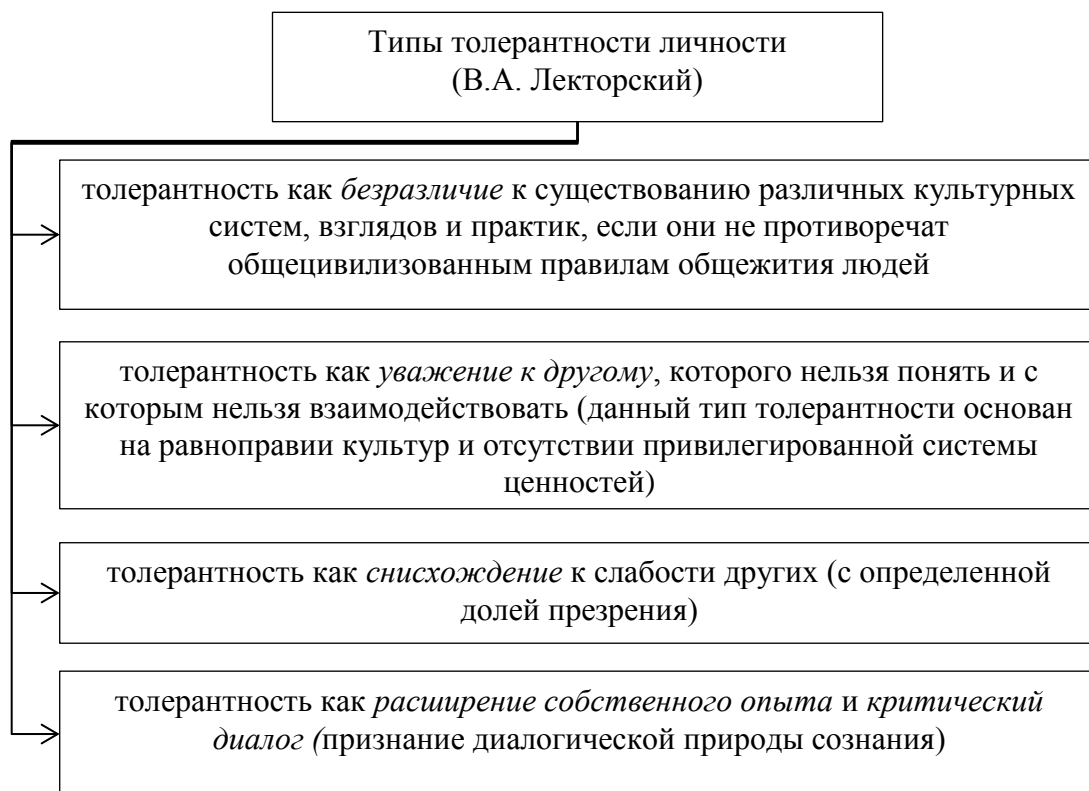 Типы толерантности личности
(В.А. Лекторский)
толерантность как безразличие к существованию различных культурных
систем, взглядов и практик, если они не противоречат
общецивилизованным правилам общежития людей
толерантность как уважение к другому, которого нельзя понять и с
которым нельзя взаимодействовать (данный тип толерантности основан
на равноправии культур и отсутствии привилегированной системы
ценностей)
толерантность как снисхождение к слабости других (с определенной
долей презрения)
толерантность как расширение собственного опыта и критический
диалог (признание диалогической природы сознания)